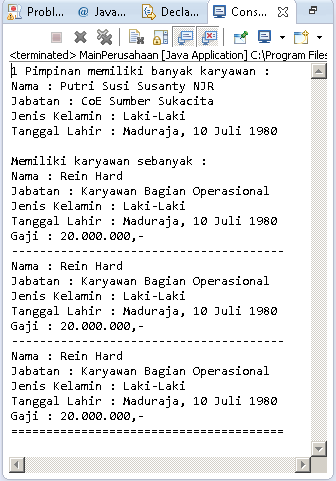 Proble
Java
Decla
Cons
<terminated> MainPerusahaan [Java Application] C:\Program Files
1 Pimpinan memiliki banyak karyawan :
Nama : Putri Susi Susanty NJR
Jabatan : CoE Sumber Sukacita
Jenis Kelamin : Laki-Laki
Tanggal Lahir : Maduraja, 10 Juli 1980
Memiliki karyawan sebanyak :
Nama : Rein Hard
Jabatan : Karyawan Bagian Operasional
Jenis Kelamin : Laki-Laki
Tanggal Lahir : Maduraja, 10 Juli 1980
Gaji : 20.000.000,-
---------------------------------------
Nama : Rein Hard
Jabatan : Karyawan Bagian Operasional
Jenis Kelamin : Laki-Laki
Tanggal Lahir : Maduraja, 10 Juli 1980
Gaji : 20.000.000,-
---------------------------------------
Nama : Rein Hard
Jabatan : Karyawan Bagian Operasional
Jenis Kelamin : Laki-Laki
Tanggal Lahir : Maduraja, 10 Juli 1980
Gaji : 20.000.000,-
=======================================